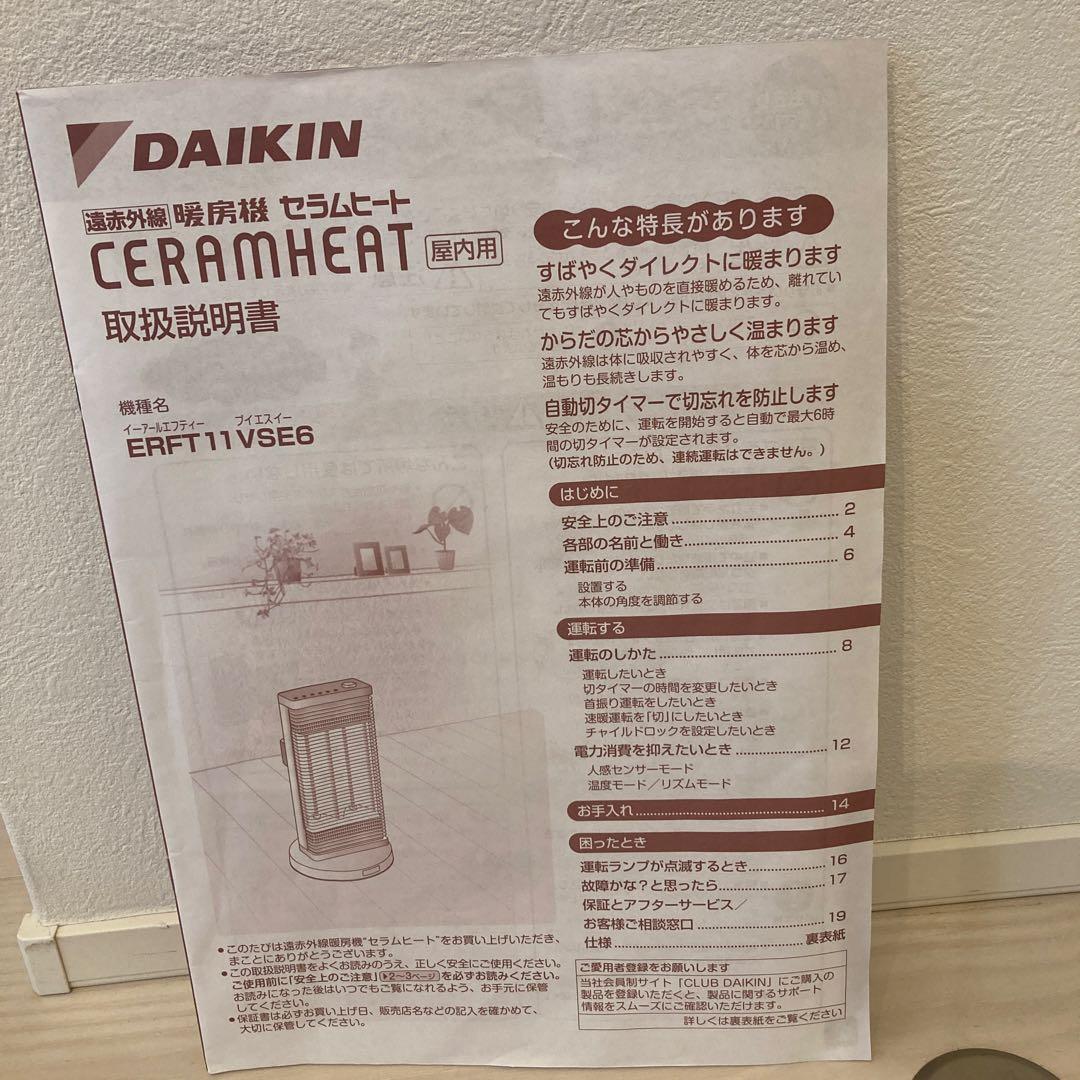 DAIKIN
遠赤外線 暖房機 セラムヒート
CERAMHEAT 屋内用
取扱説明書
機種名
イーアールエフティー ブイエスイー
ERFT11VSE6
こんな特長があります
すばやくダイレクトに暖まります
遠赤外線が人やものを直接暖めるため、離れてい
てもすばやくダイレクトに暖まります。
からだの芯からやさしく温まります
遠赤外線は体に吸収されやすく、体を芯から温め、
温もりも長続きします。
自動切タイマーで切忘れを防止します
安全のために、運転を開始すると自動で最大6時
間の切タイマーが設定されます。
(切忘れ防止のため、連続運転はできません。)
はじめに
安全上のご注意 2
各部の名前と働き 4
運転前の準備 6
設置する
本体の角度を調節する
運転する
運転のしかた 8
運転したいとき
切タイマーの時間を変更したいとき
首振り運転をしたいとき
速暖運転を「切」にしたいとき
チャイルドロックを設定したいとき
電力消費を抑えたいとき 12
人感センサーモード
温度モード／リズムモード
お手入れ 14
困ったとき
運転ランプが点滅するとき 16
故障かな？と思ったら 17
保証とアフターサービス／
お客様ご相談窓口 19
仕様 裏表紙
ご愛用者登録をお願いします
当社会員制サイト「CLUB DAIKIN」にご購入の
製品を登録いただくと、製品に関するサポート
情報をスムーズにご確認いただけます。
詳しくは裏表紙をご覧ください
●このたびは遠赤外線暖房機"セラムヒート"をお買い上げいただき、
まことにありがとうございます。
●この取扱説明書をよくお読みのうえ、正しく安全にご使用ください。
ご使用前に「安全上のご注意」(▶2～3ページ)を必ずお読みください。
お読みになった後はいつでもご覧になれるよう、お手元に保管
してください。
●保証書は必ずお買い上げ日、販売店名などの記入を確かめて、
大切に保管してください。